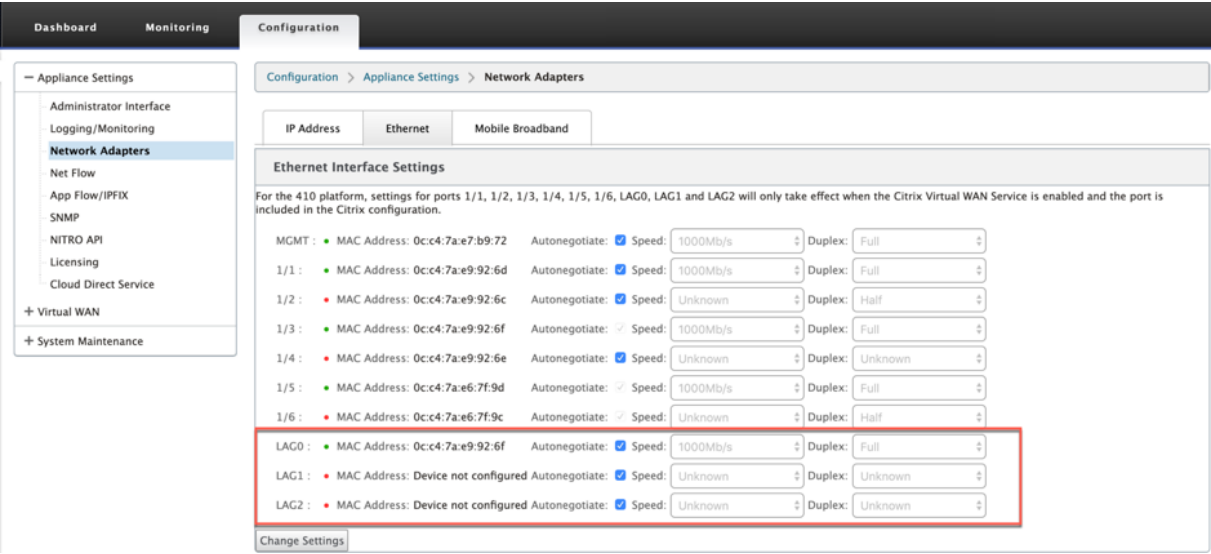 Dashboard Monitoring Configuration
Appliance Settings
Administrator Interface
Logging/Monitoring
Network Adapters
Net Flow
App Flow/IPFIX
SNMP
NITRO API
Licensing
Cloud Direct Service
Virtual WAN
System Maintenance
Configuration > Appliance Settings > Network Adapters
IP Address Ethernet Mobile Broadband
Ethernet Interface Settings
For the 410 platform, settings for ports 1/1, 1/2, 1/3, 1/4, 1/5, 1/6, LAG0, LAG1 and LAG2 will only take effect when the Citrix Virtual WAN Service is enabled and the port is
included in the Citrix configuration.
MGMT : MAC Address: 0c:c4:7a:e7:b9:72 Autonegotiate: Speed: 1000Mb/s Duplex: Full
1/1 : MAC Address: 0c:c4:7a:e9:92:6d Autonegotiate: Speed: 1000Mb/s Duplex: Full
1/2 : MAC Address: 0c:c4:7a:e9:92:6c Autonegotiate: Speed: Unknown Duplex: Half
1/3 : MAC Address: 0c:c4:7a:e9:92:6f Autonegotiate: Speed: 1000Mb/s Duplex: Full
1/4 : MAC Address: 0c:c4:7a:e9:92:6e Autonegotiate: Speed: Unknown Duplex: Unknown
1/5 : MAC Address: 0c:c4:7a:e6:7f:9d Autonegotiate: Speed: 1000Mb/s Duplex: Full
1/6 : MAC Address: 0c:c4:7a:e6:7f:9c Autonegotiate: Speed: Unknown Duplex: Half
LAG0 : MAC Address: 0c:c4:7a:e9:92:6f Autonegotiate: Speed: 1000Mb/s Duplex: Full
LAG1 : MAC Address: Device not configured Autonegotiate: Speed: Unknown Duplex: Unknown
LAG2 : MAC Address: Device not configured Autonegotiate: Speed: Unknown Duplex: Unknown
Change Settings